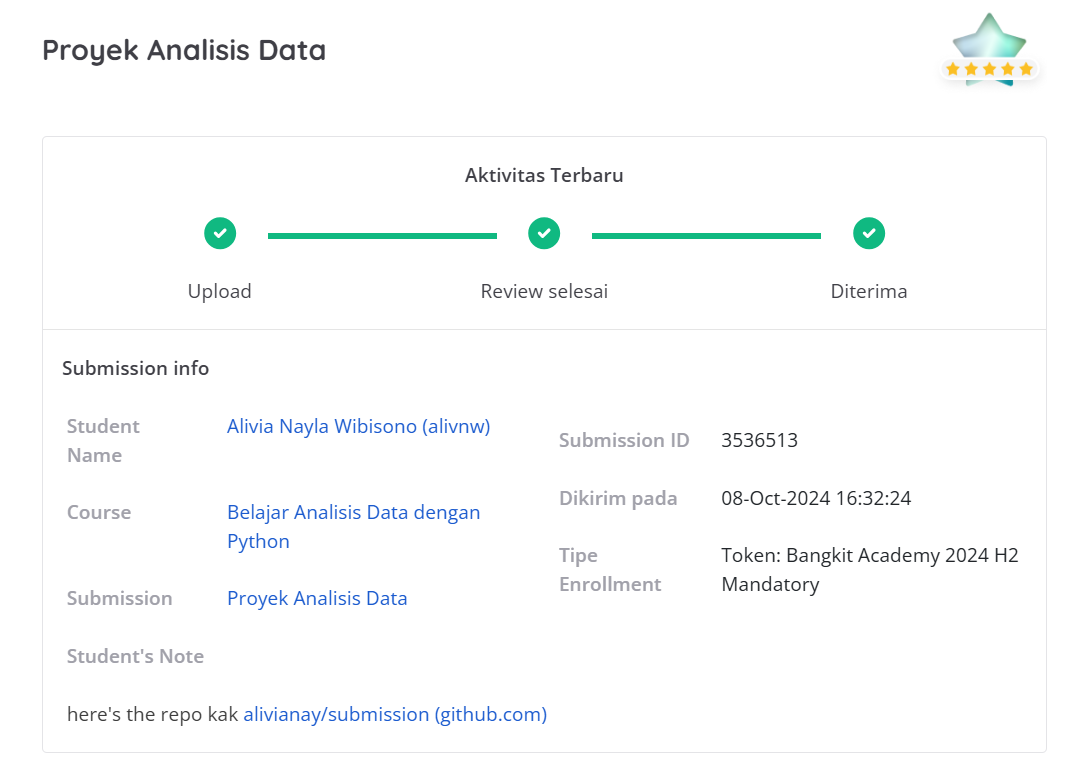 Proyek Analisis Data
Aktivitas Terbaru
Upload
Review selesai
Diterima
Submission info
Student
Name
Alivia Nayla Wibisono (alivnw)
Course
Belajar Analisis Data dengan
Python
Submission
Proyek Analisis Data
Submission ID
3536513
Dikirim pada
08-Oct-2024 16:32:24
Tipe
Enrollment
Token: Bangkit Academy 2024 H2
Mandatory
Student's Note
here's the repo kak alivianay/submission (github.com)